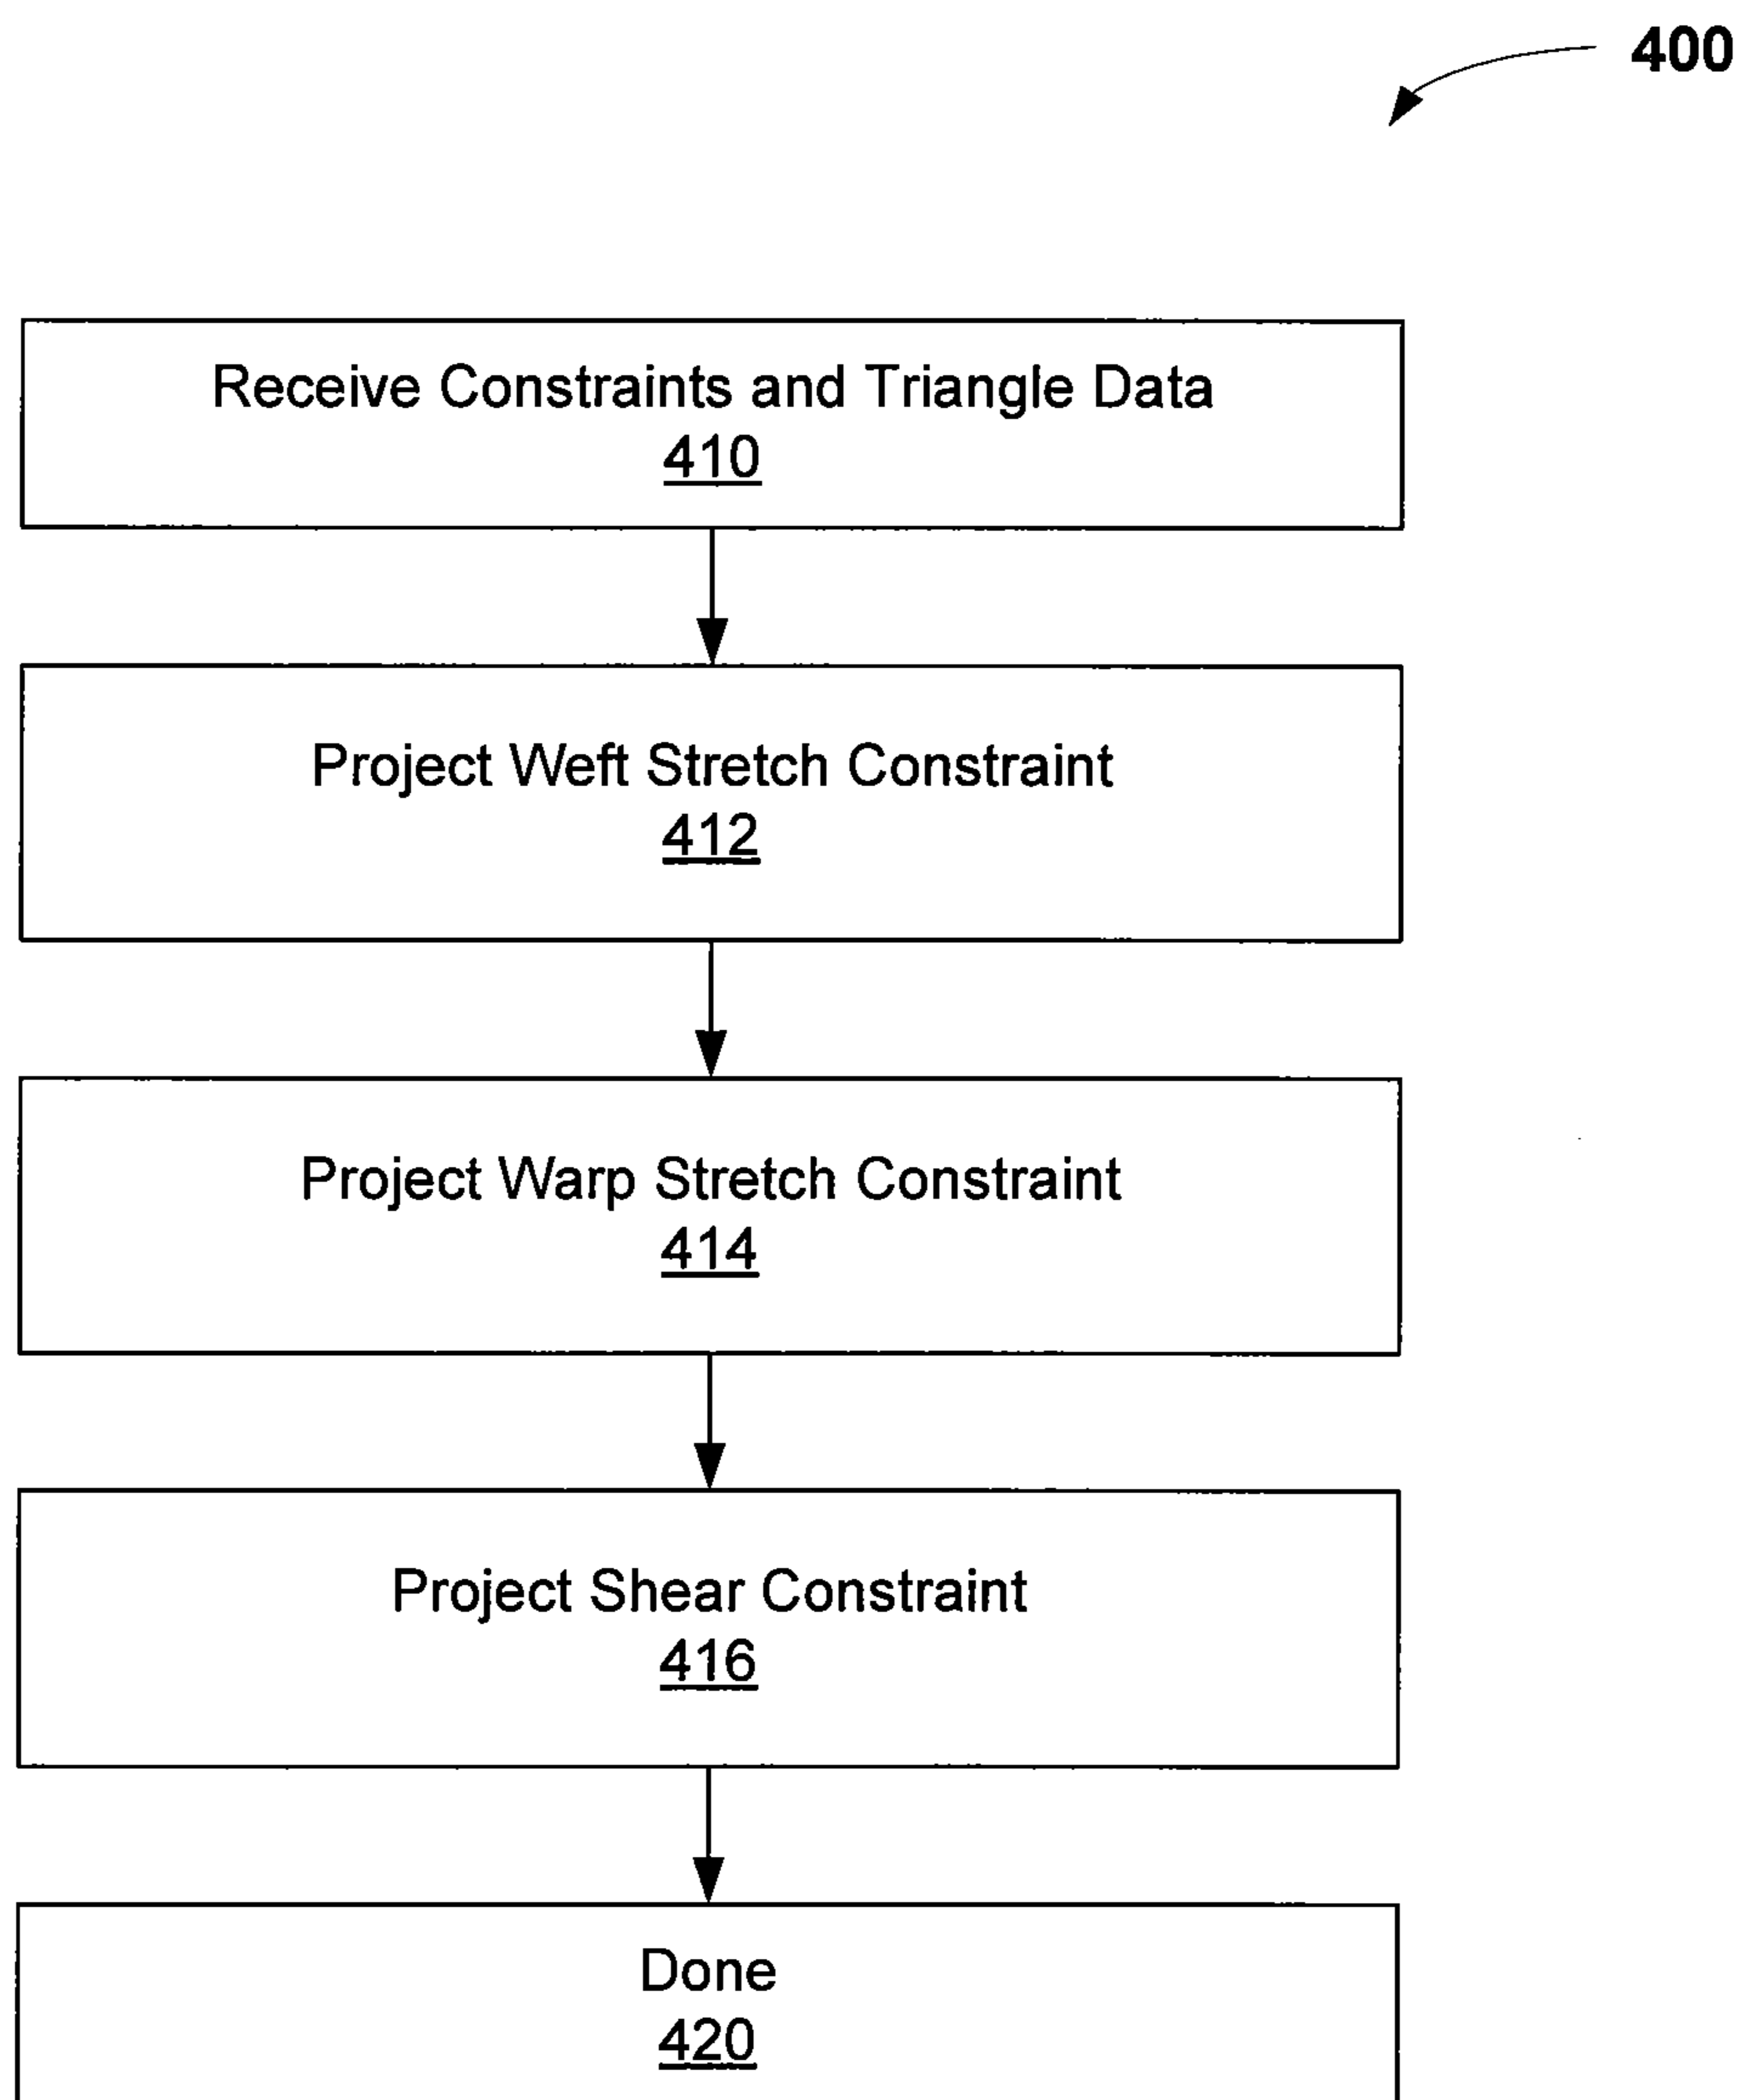 400
Receive Constraints and Triangle Data
410
Project Weft Stretch Constraint
412
Project Warp Stretch Constraint
414
Project Shear Constraint
416
Done
420